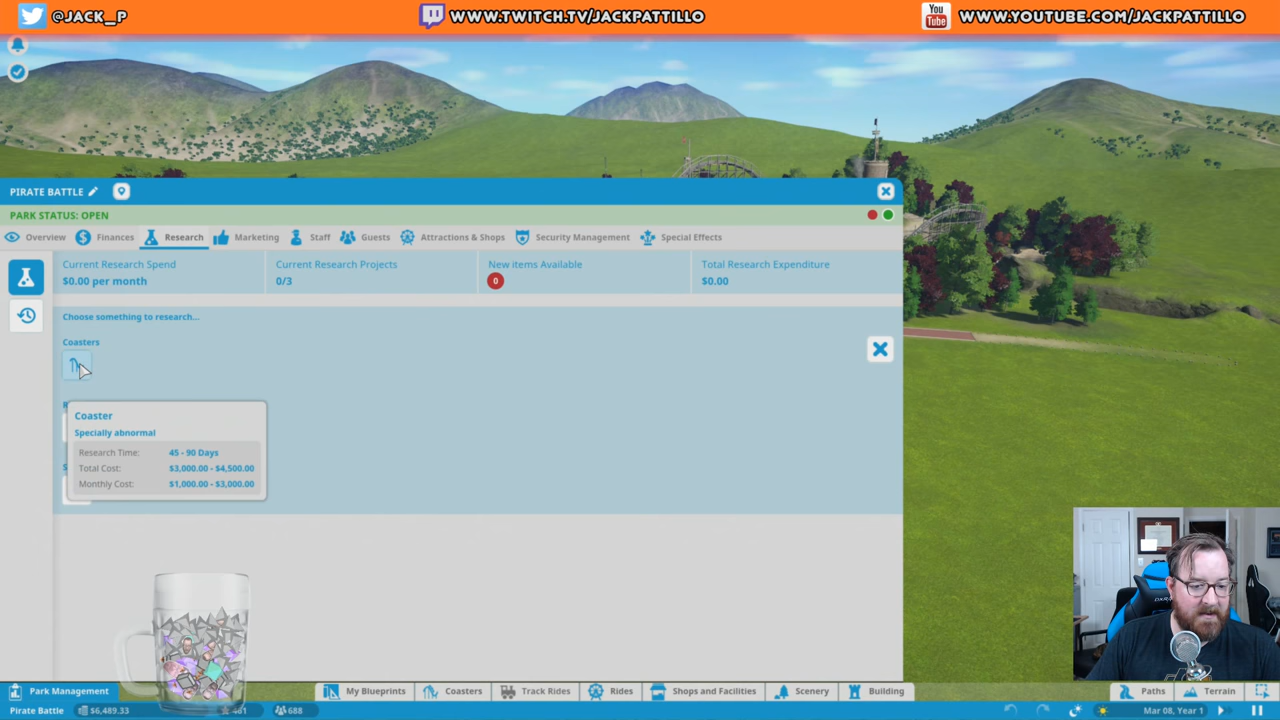 @JACK_P
WWW.TWITCH.TV/JACKPATTILLO
You
Tube
WWW.YOUTUBE.COM/JACKPATTILLO
PIRATE BATTLE
PARK STATUS: OPEN
Overview
Finances
Research
Marketing
Staff
Guests
Attractions & Shops
Security Management
Special Effects
Current Research Spend
$0.00 per month
Current Research Projects
0/3
New items Available
0
Total Research Expenditure
$0.00
Choose something to research...
Coasters
Coaster
Specially abnormal
Research Time: 45 - 90 Days
Total Cost: $3,000.00 - $4,500.00
Monthly Cost: $1,000.00 - $3,000.00
Park Management
My Blueprints
Coasters
Track Rides
Rides
Shops and Facilities
Scenery
Building
Paths
Terrain
Pirate Battle
$6,489.33
688
Mar 08, Year 1